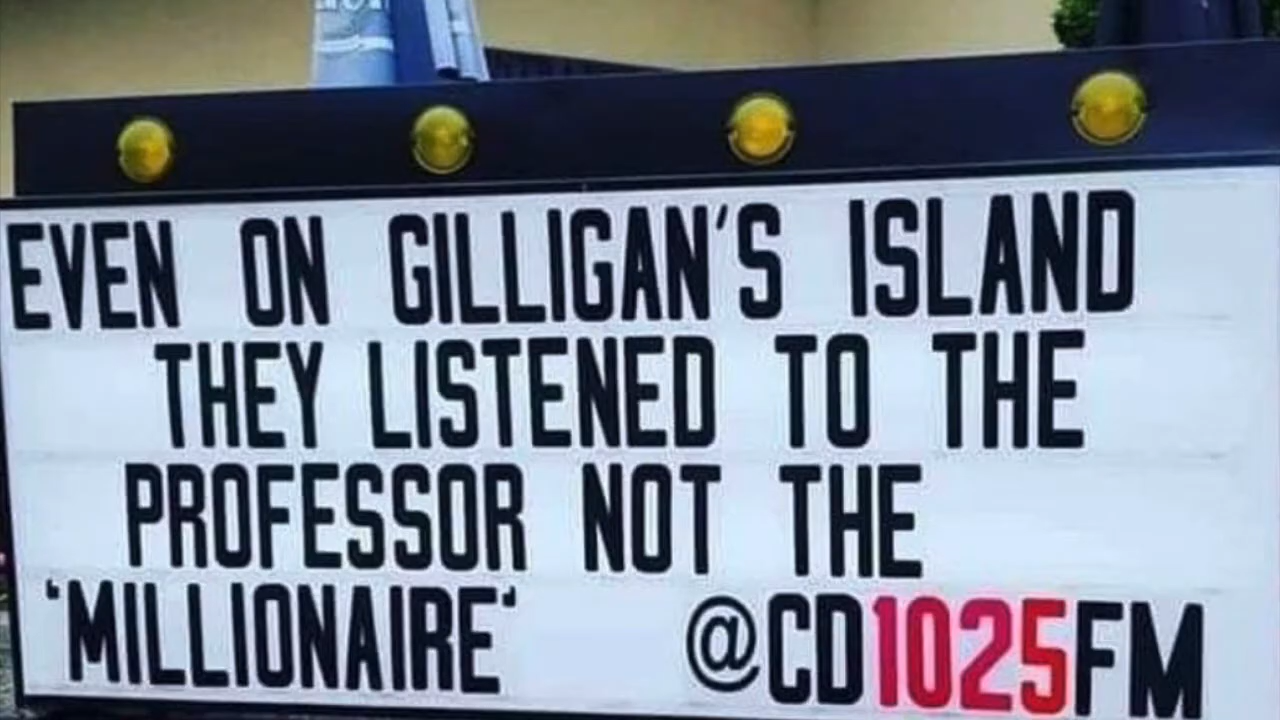 EVEN ON GILLIGAN'S ISLAND
THEY LISTENED TO THE
PROFESSOR NOT THE
'MILLIONAIRE' @CD1025FM